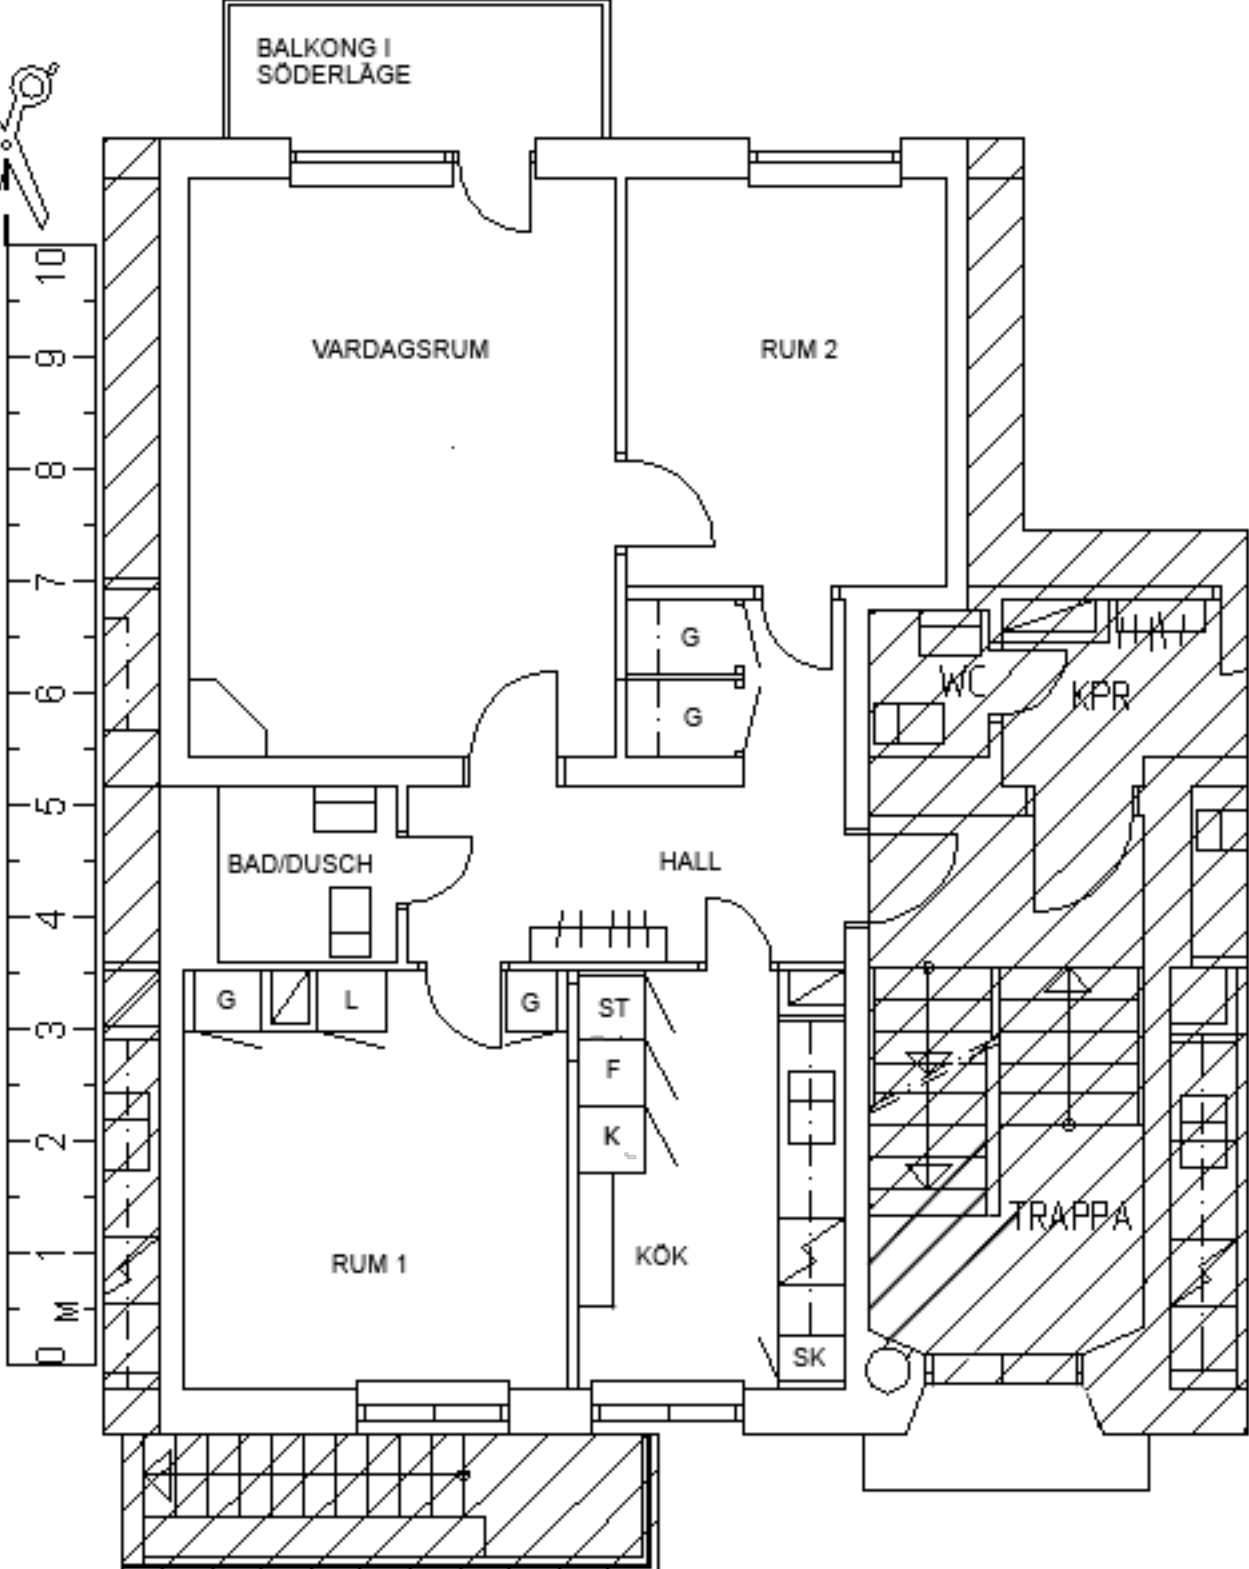 BALKONG I
SÖDERLÄGE
10
9
8
7
6
5
4
3
2
1
M
0
VARDAGSRUM
RUM 2
G
G
WC
KPR
BAD/DUSCH
HALL
G
L
G
ST
F
K
RUM 1
KÖK
SK
TRAPPA